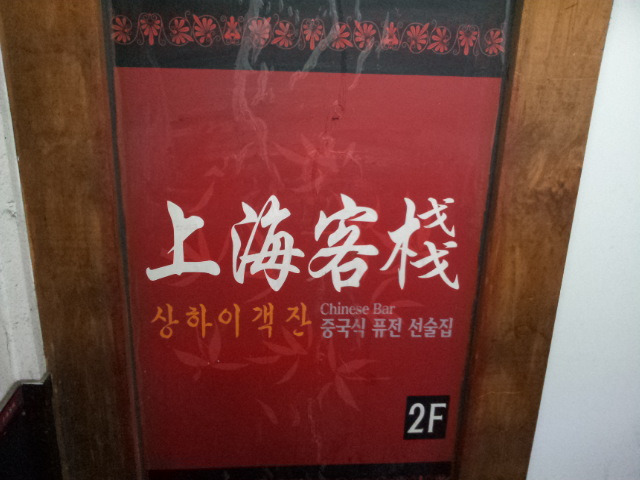 上海客栈
상하이객잔
Chinese Bar
중국식 퓨전 선술집
2F